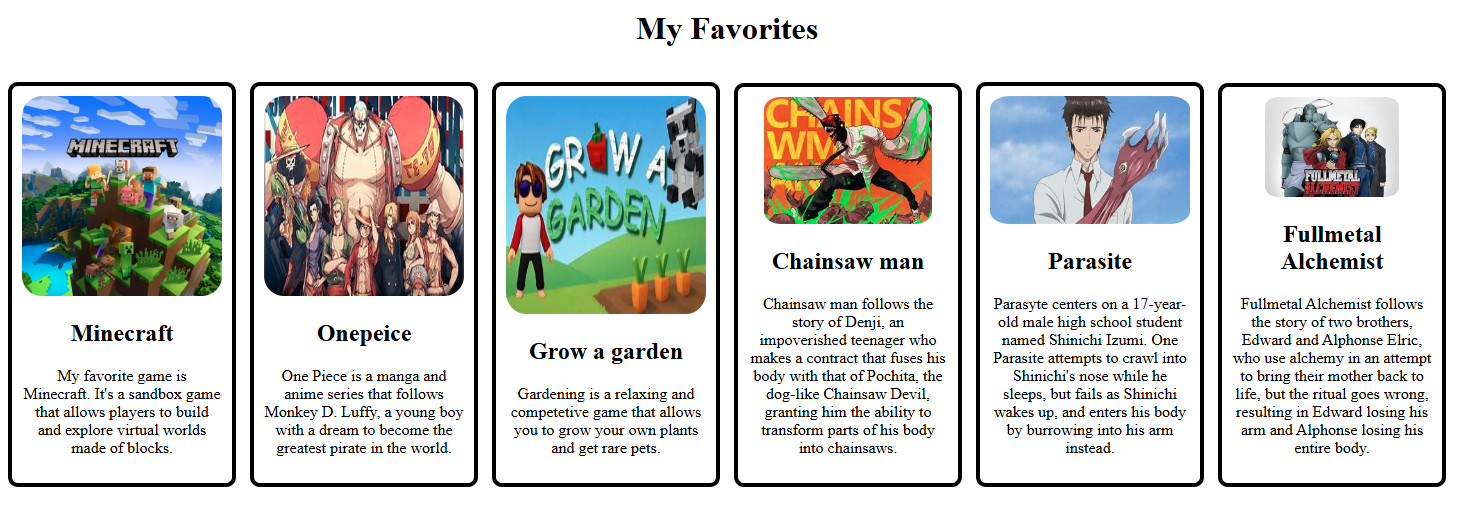 My Favorites
MINECRAFT
Minecraft
My favorite game is
Minecraft. It's a sandbox game
that allows players to build
and explore virtual worlds
made of blocks.
Onepeice
One Piece is a manga and
anime series that follows
Monkey D. Luffy, a young boy
with a dream to become the
greatest pirate in the world.
GROW A
GARDEN
Grow a garden
Gardening is a relaxing and
competetive game that allows
you to grow your own plants
and get rare pets.
CHAINS
Chainsaw man
Chainsaw man follows the
story of Denji, an
impoverished teenager who
makes a contract that fuses his
body with that of Pochita, the
dog-like Chainsaw Devil,
granting him the ability to
transform parts of his body
into chainsaws.
Parasite
Parasyte centers on a 17-year-
old male high school student
named Shinichi Izumi. One
Parasite attempts to crawl into
Shinichi's nose while he
sleeps, but fails as Shinichi
wakes up, and enters his body
by burrowing into his arm
instead.
FULLMETAL
ALCHEMIST
Fullmetal
Alchemist
Fullmetal Alchemist follows
the story of two brothers,
Edward and Alphonse Elric,
who use alchemy in an attempt
to bring their mother back to
life, but the ritual goes wrong,
resulting in Edward losing his
arm and Alphonse losing his
entire body.